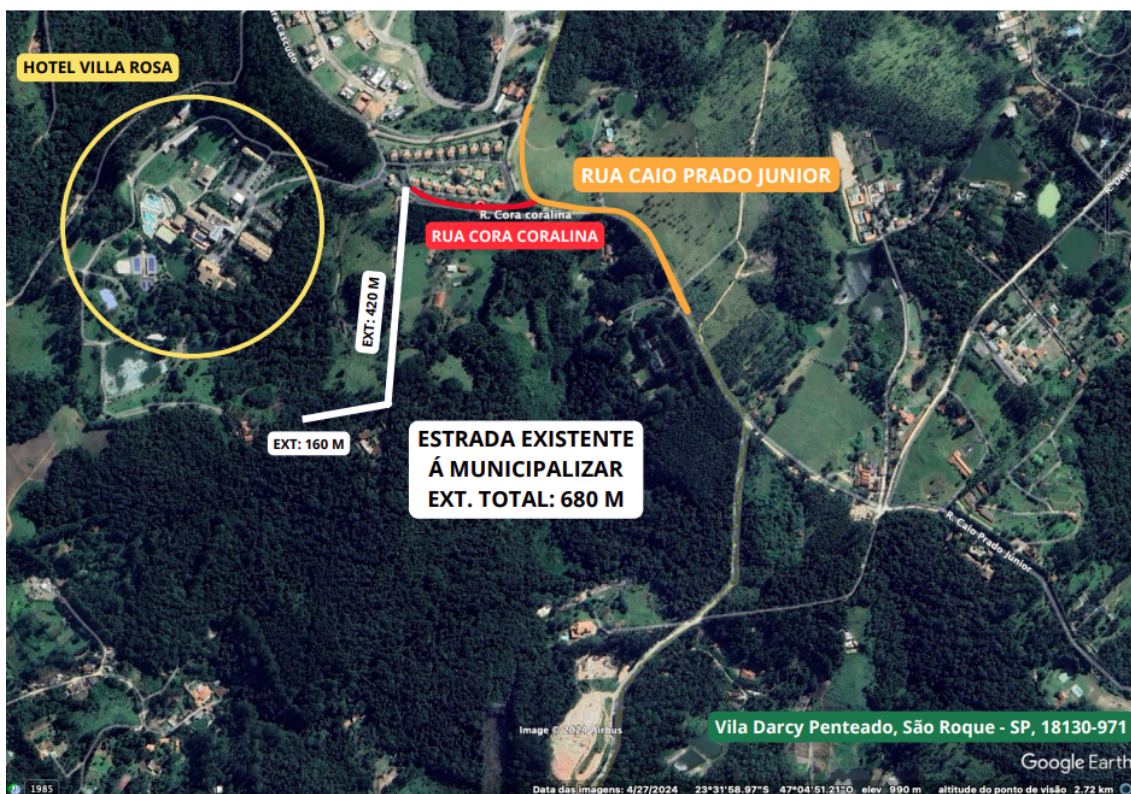 ra Cascudo
HOTEL VILLA ROSA
RUA CAIO PRADO JUNIOR
R. Cora coralina
RUA CORA CORALINA
EXT: 420 M
EXT: 160 M
ESTRADA EXISTENTE
Á MUNICIPALIZAR
EXT. TOTAL: 680 M
R. Caio Prado Júnior
Image © 2024 Airbus
Vila Darcy Penteado, São Roque - SP, 18130-971
Google Earth
1985
Data das imagens: 4/27/2024 23°31'58.97"S 47°04'51.21"O elev 990 m altitude do ponto de visão 2.72 km